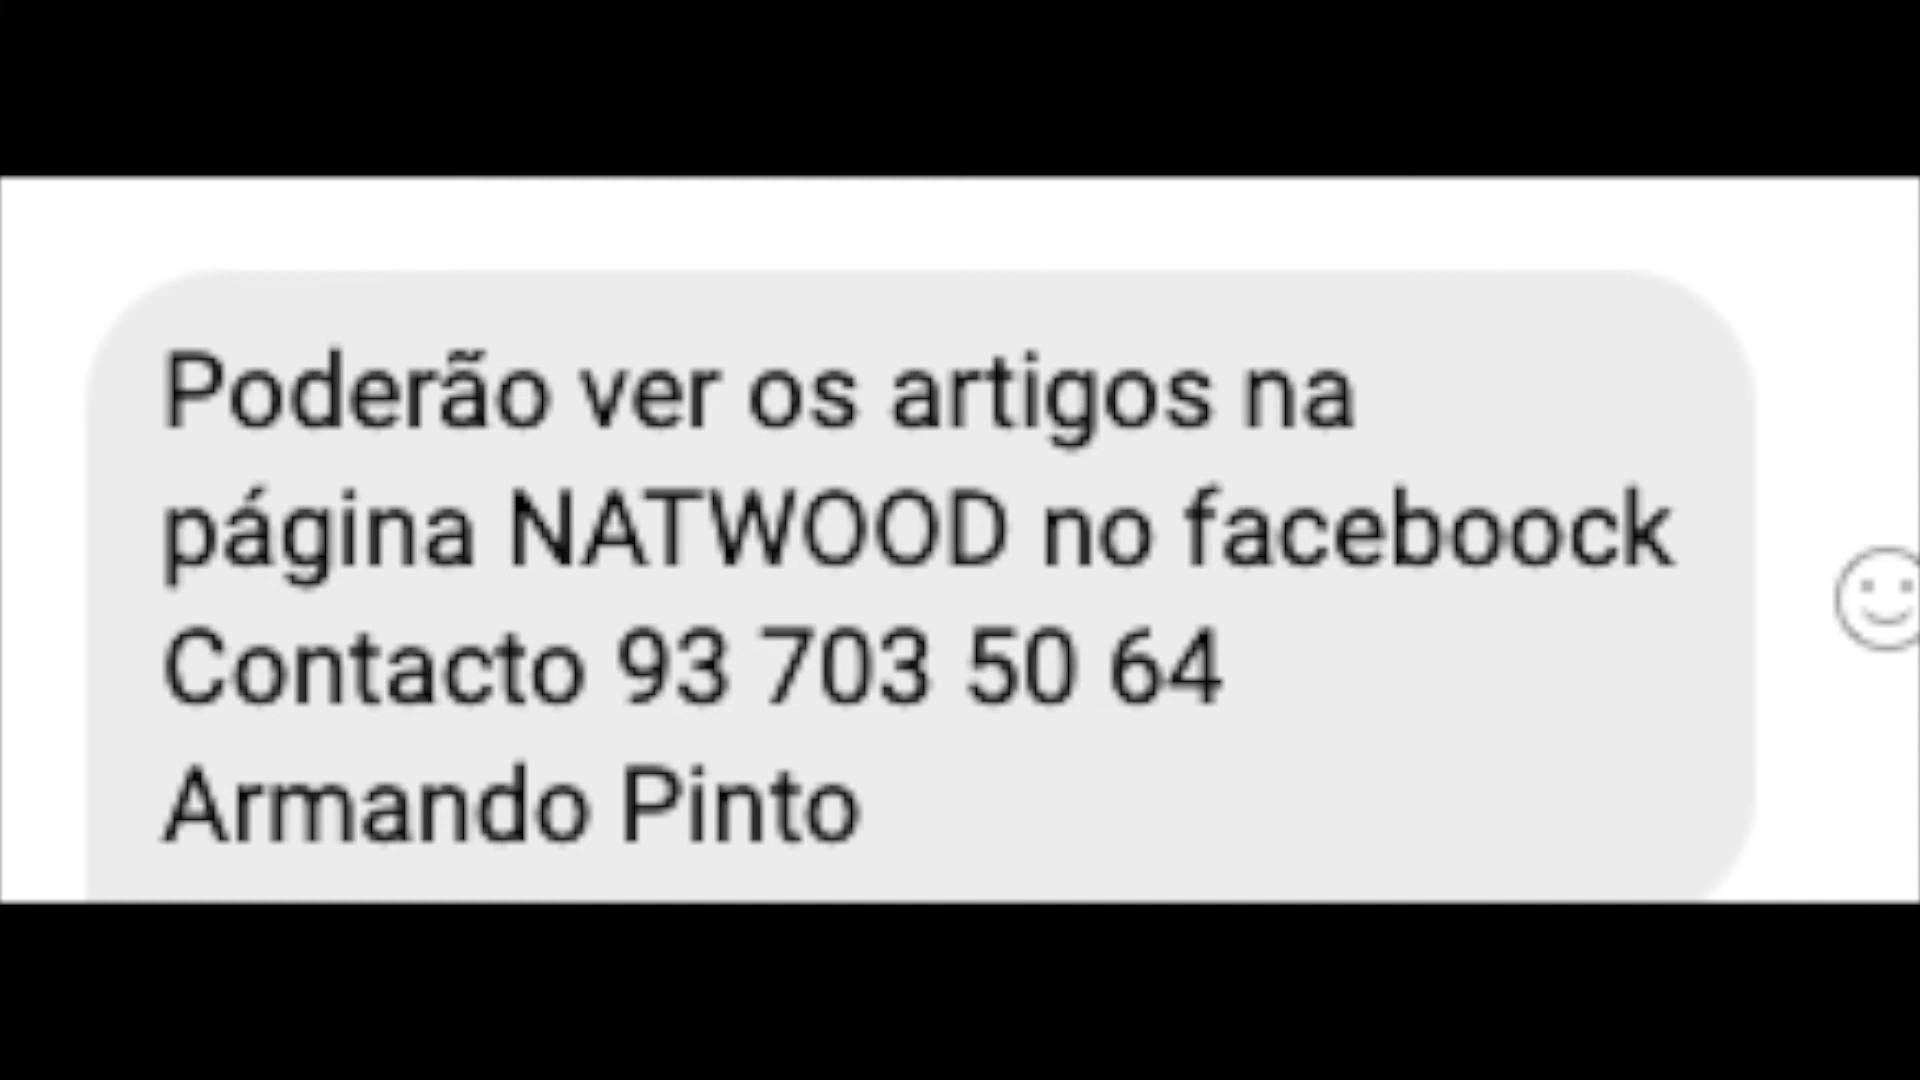 Poderão ver os artigos na
página NATWOOD no faceboock
Contacto 93 703 50 64
Armando Pinto